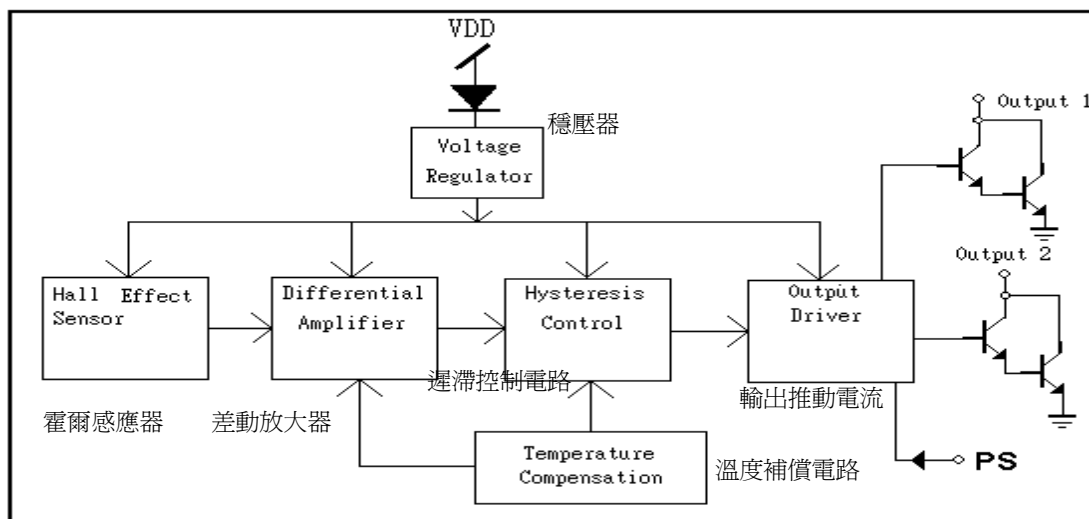 VDD
穩壓器
Voltage
Regulator
Output 1
Output 2
Hall Effect
Sensor
Differential
Amplifier
Hysteresis
Control
Output
Driver
霍爾感應器
差動放大器
遲滯控制電路
輸出推動電流
Temperature
Compensation
溫度補償電路
PS